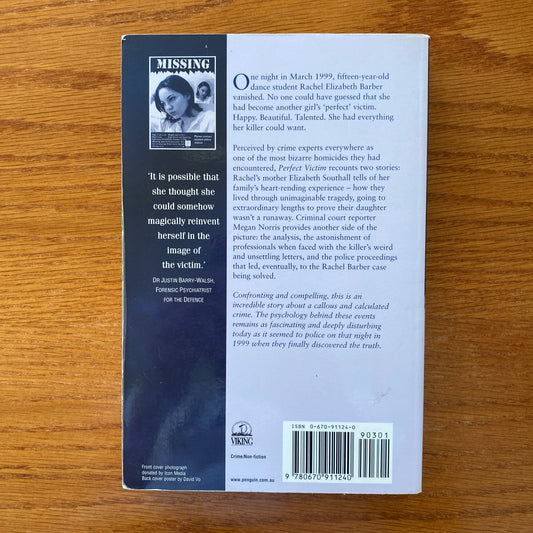 MISSING
'It is possible that
she thought she
could somehow
magically reinvent
herself in the
image of
the victim.'
DR JUSTIN BARRY-WALSH,
FORENSIC PSYCHIATRIST
FOR THE DEFENCE
Front cover photograph
donated by Icon Media
Back cover poster by David Vo
One night in March 1999, fifteen-year-old
dance student Rachel Elizabeth Barber
vanished. No one could have guessed that she
had become another girl's 'perfect' victim.
Happy. Beautiful. Talented. She had everything
her killer could want.
Perceived by crime experts everywhere as
one of the most bizarre homicides they had
encountered, Perfect Victim recounts two stories:
Rachel's mother Elizabeth Southall tells of her
family's heart-rending experience – how they
lived through unimaginable tragedy, going to
extraordinary lengths to prove their daughter
wasn't a runaway. Criminal court reporter
Megan Norris provides another side of the
picture: the analysis, the astonishment of
professionals when faced with the killer's weird
and unsettling letters, and the police proceedings
that led, eventually, to the Rachel Barber case
being solved.
Confronting and compelling, this is an
incredible story about a callous and calculated
crime. The psychology behind these events
remains as fascinating and deeply disturbing
today as it seemed to police on that night in
1999 when they finally discovered the truth.
VIKING
Crime/Non-fiction
www.penguin.com.au
ISBN 0-670-91124-0
90301
9 780670 911240